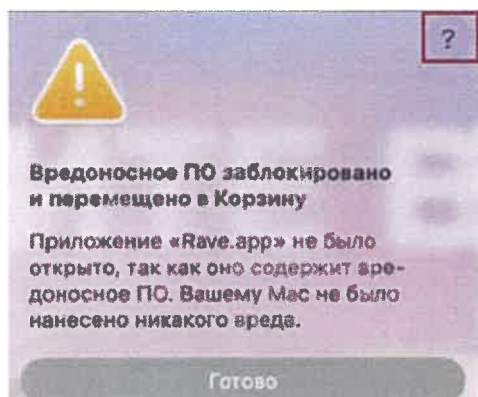 ?
Вредоносное ПО заблокировано
и перемещено в Корзину
Приложение «Rave.app» не было
открыто, так как оно содержит вре-
доносное ПО. Вашему Mac не было
нанесено никакого вреда.
Готово